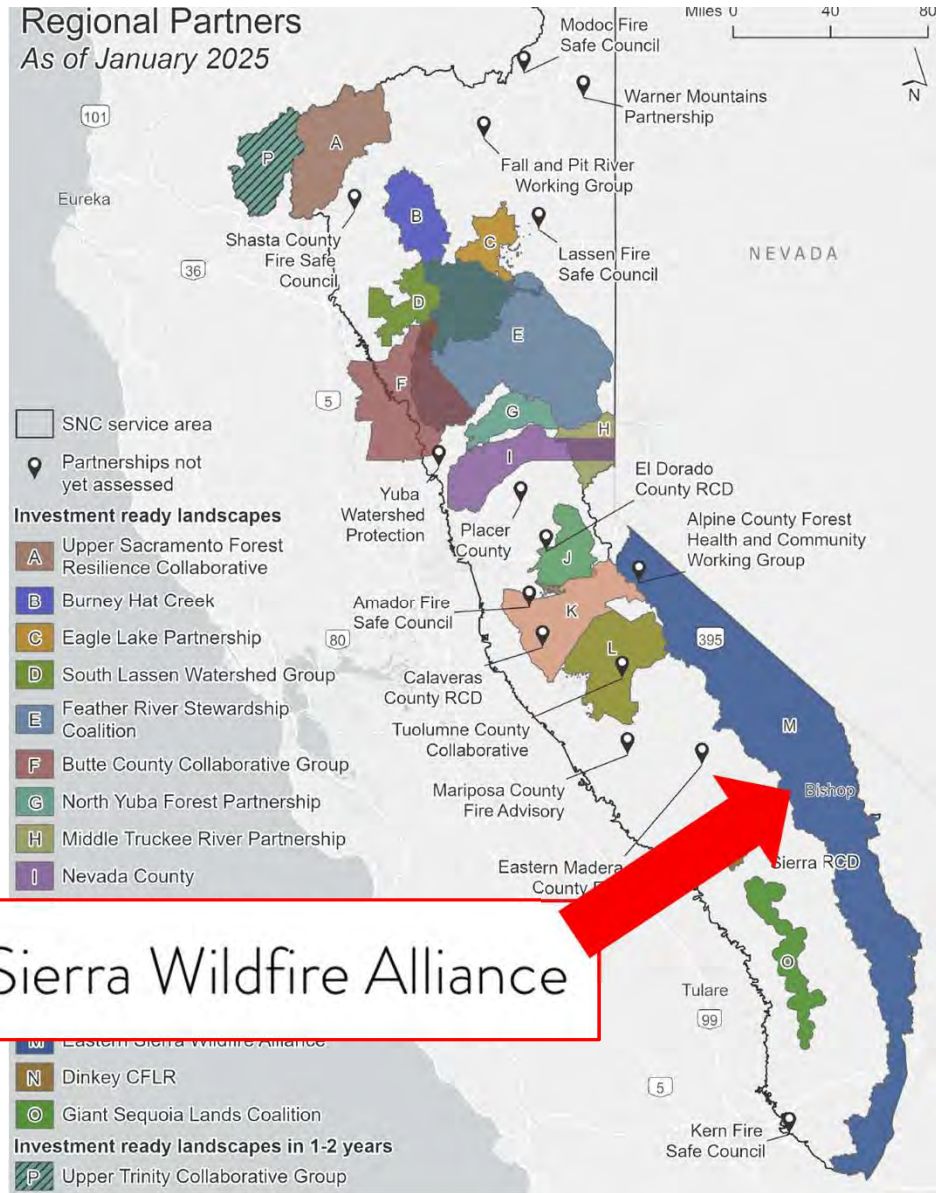 Regional Partners
As of January 2025
Miles 0 40 80
N
Modoc Fire
Safe Council
Warner Mountains
Partnership
101
P
A
Fall and Pit River
Working Group
Eureka
B
Shasta County
Fire Safe
Council
C
Lassen Fire
Safe Council
NEVADA
36
D
E
F
5
G
H
I
SNC service area
Partnerships not
yet assessed
Yuba
Watershed
Protection
Placer
County
El Dorado
County RCD
Alpine County Forest
Health and Community
Working Group
J
Investment ready landscapes
A Upper Sacramento Forest
Resilience Collaborative
B Burney Hat Creek
C Eagle Lake Partnership
D South Lassen Watershed Group
E Feather River Stewardship
Coalition
F Butte County Collaborative Group
G North Yuba Forest Partnership
H Middle Truckee River Partnership
I Nevada County
Amador Fire
Safe Council
K
80
395
L
Calaveras
County RCD
Tuolumne County
Collaborative
M
Mariposa County
Fire Advisory
Bishop
Eastern Madera
County
Sierra RCD
Sierra Wildfire Alliance
O
Tulare
99
M Eastern Sierra Wildfire Alliance
N Dinkey CFLR
O Giant Sequoia Lands Coalition
5
Kern Fire
Safe Council
Investment ready landscapes in 1-2 years
P Upper Trinity Collaborative Group